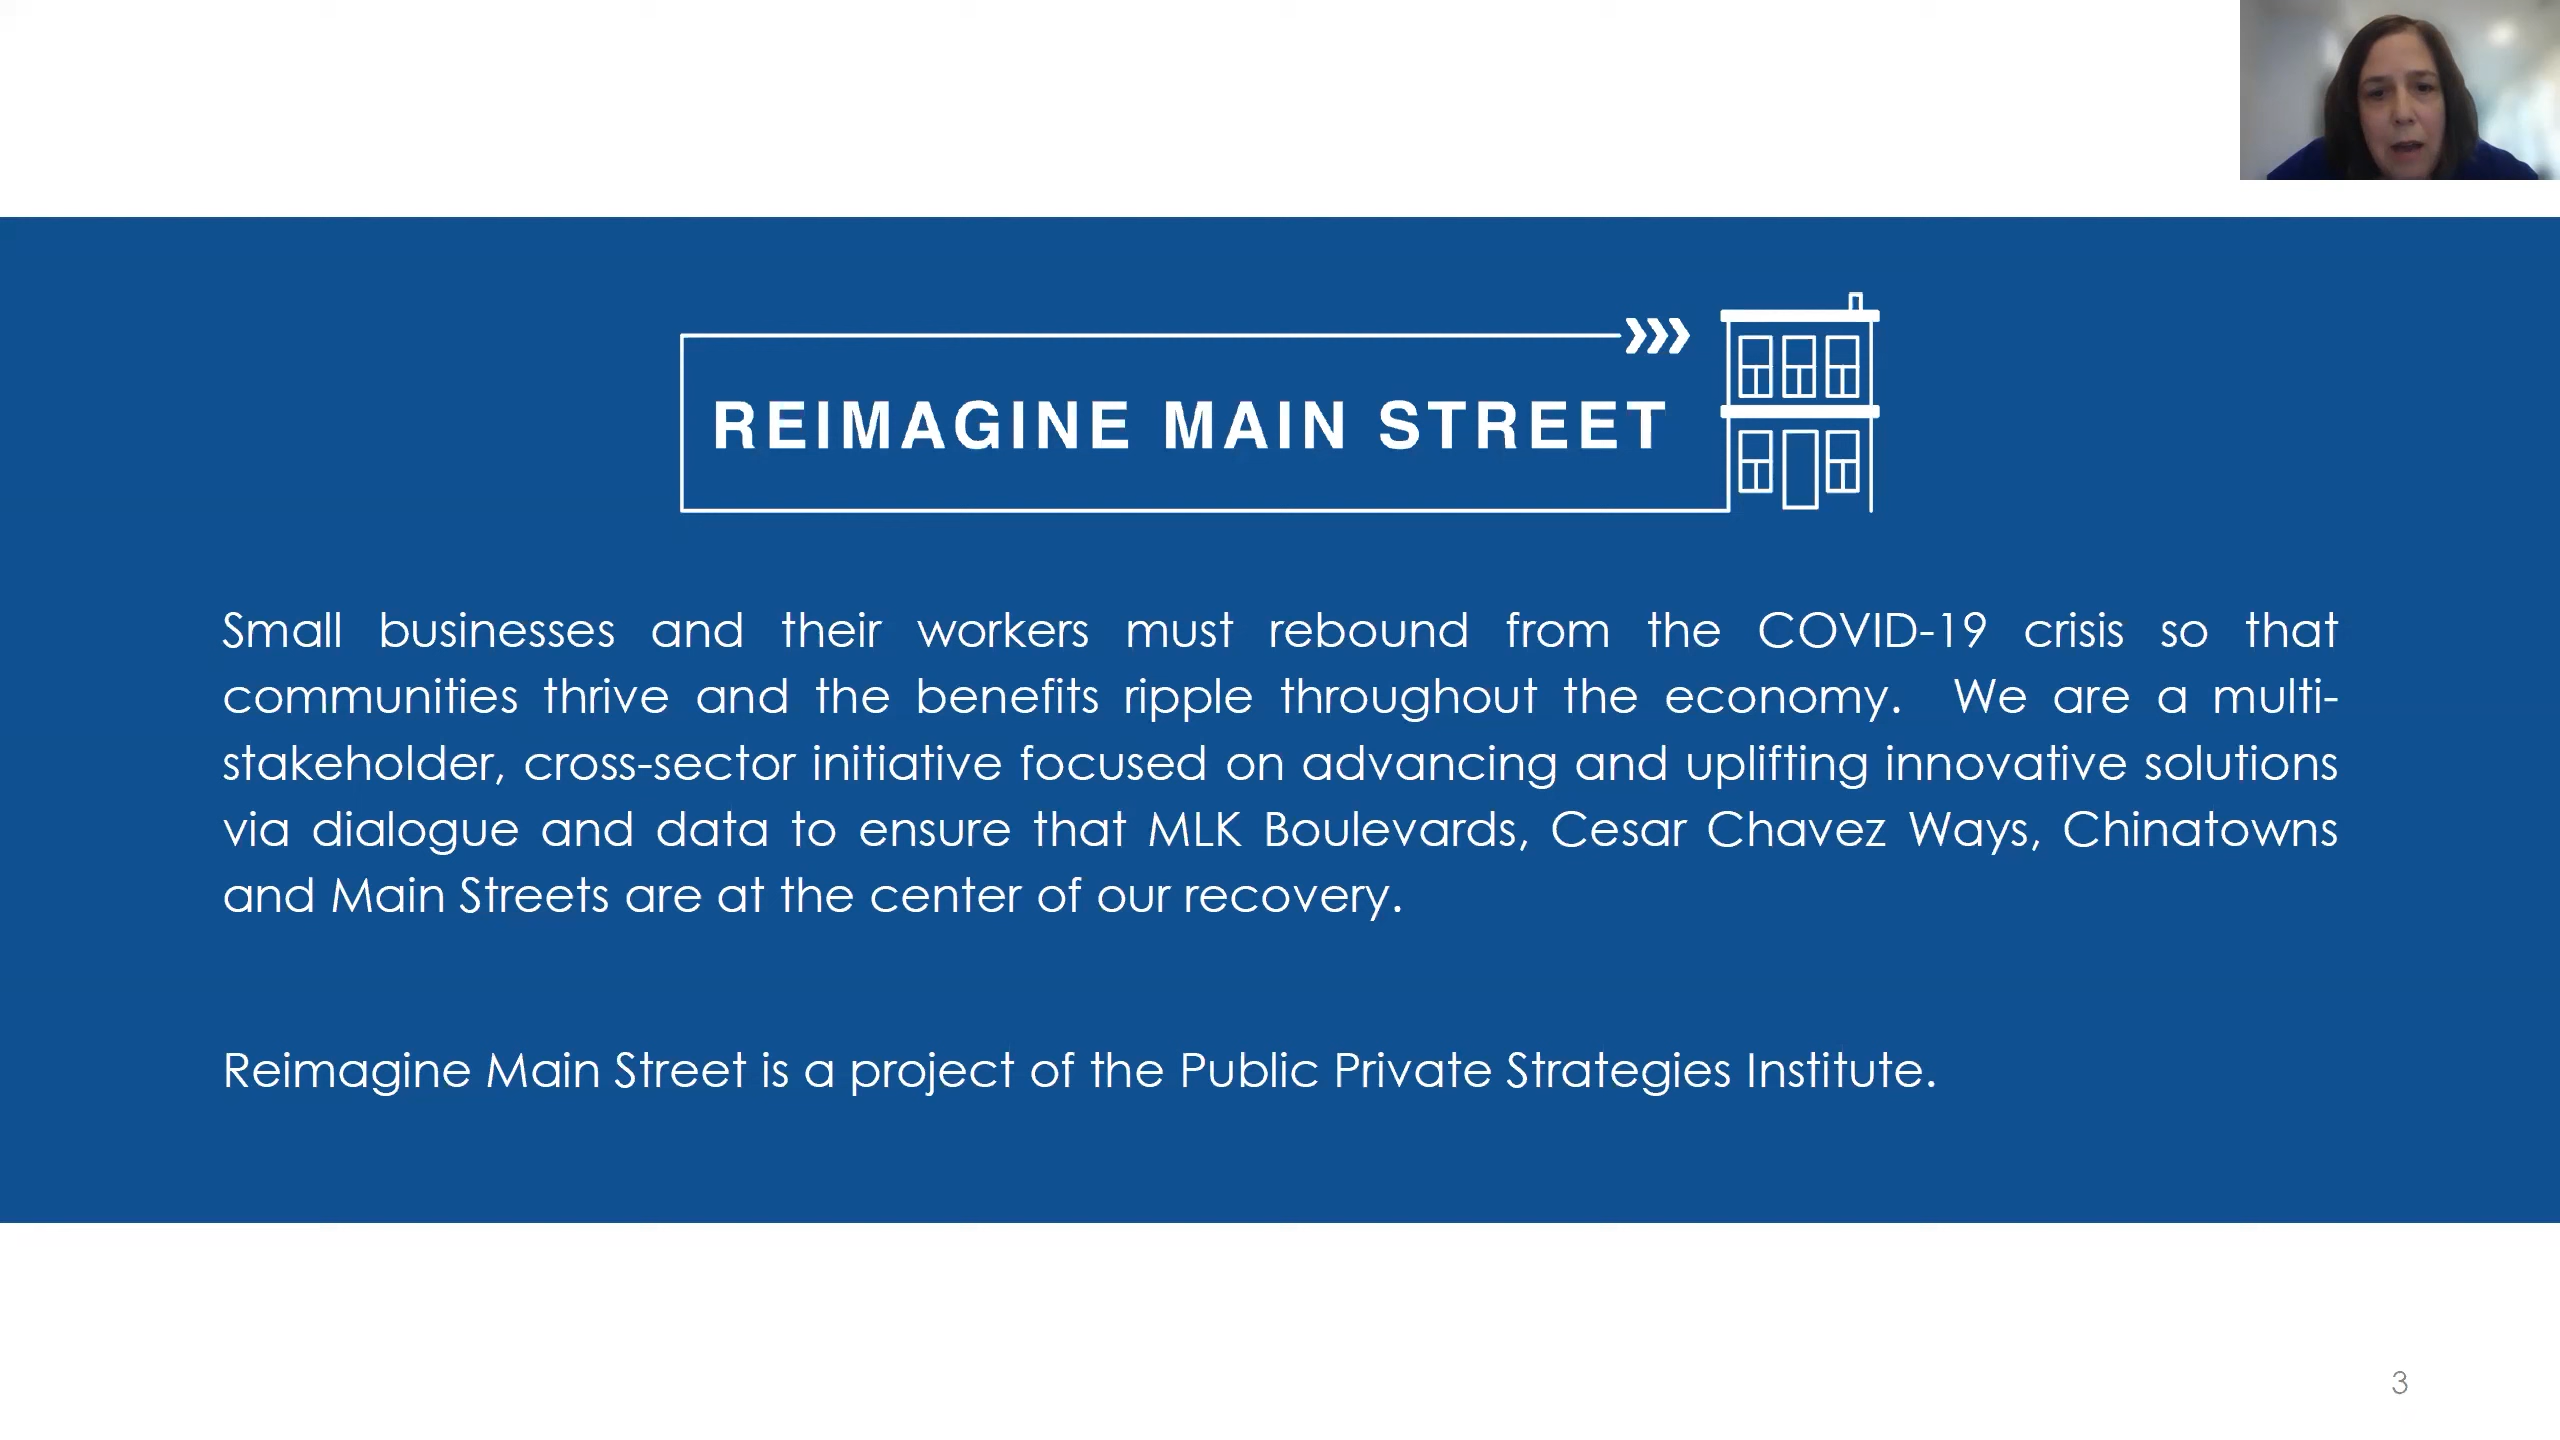 REIMAGINE MAIN STREET
Small businesses and their workers must rebound from the COVID-19 crisis so that
communities thrive and the benefits ripple throughout the economy. We are a multi-
stakeholder, cross-sector initiative focused on advancing and uplifting innovative solutions
via dialogue and data to ensure that MLK Boulevards, Cesar Chavez Ways, Chinatowns
and Main Streets are at the center of our recovery.
Reimagine Main Street is a project of the Public Private Strategies Institute.
3